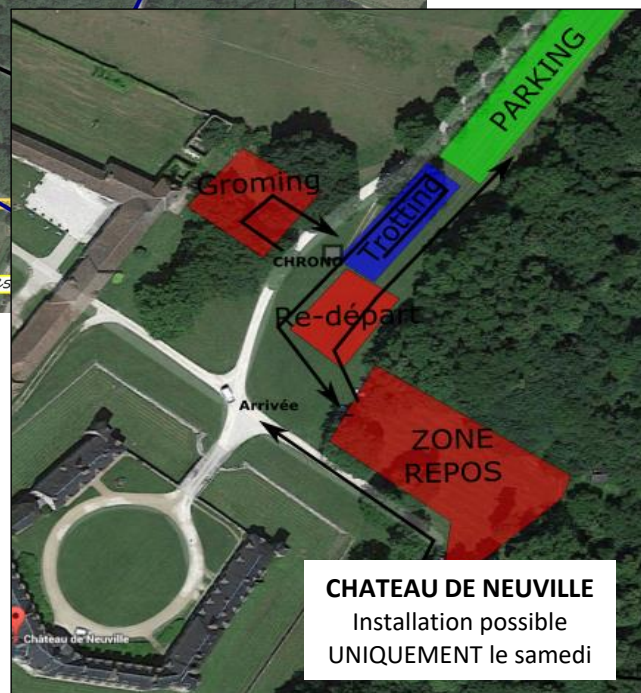 PARKING
Groming
Trotting
CHRONO
Re-départ
Arrivée
ZONE
REPOS
s
CHATEAU DE NEUVILLE
Installation possible
UNIQUEMENT le samedi
Château de Neuville